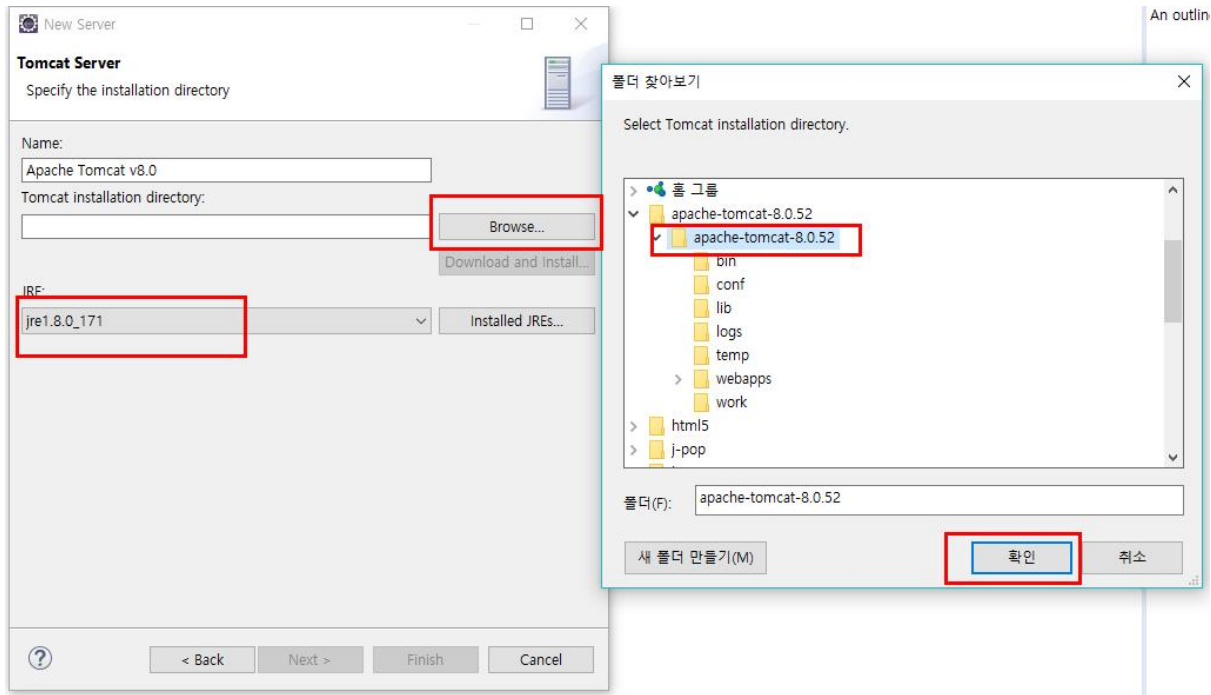 New Server
Tomcat Server
Specify the installation directory
Name:
Apache Tomcat v8.0
Tomcat installation directory:
Browse...
Download and Install...
JRE:
jre1.8.0_171
Installed JREs...
< Back
Next >
Finish
Cancel
An outlin
폴더 찾아보기
Select Tomcat installation directory.
홈 그룹
apache-tomcat-8.0.52
apache-tomcat-8.0.52
bin
conf
lib
logs
temp
webapps
work
html5
j-pop
폴더(F):
apache-tomcat-8.0.52
새 폴더 만들기(M)
확인
취소